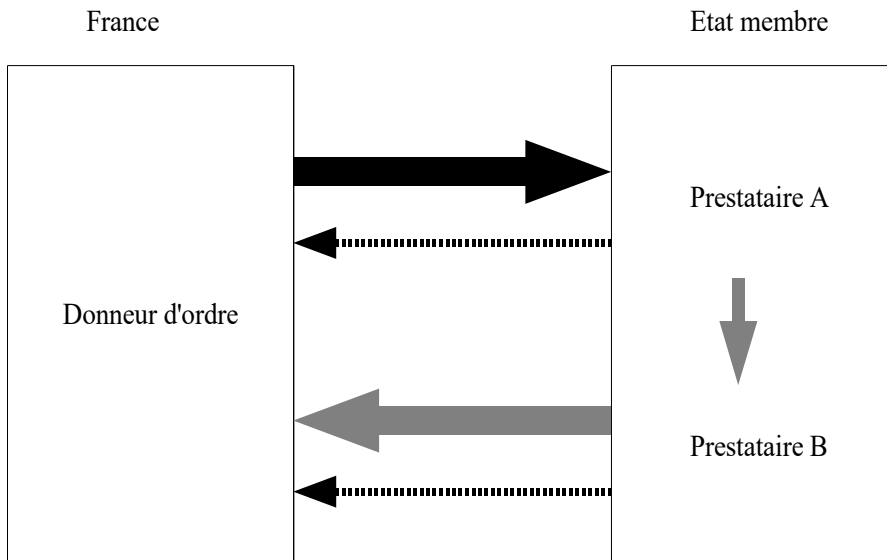 France
Etat membre
Prestataire A
Donneur d'ordre
Prestataire B